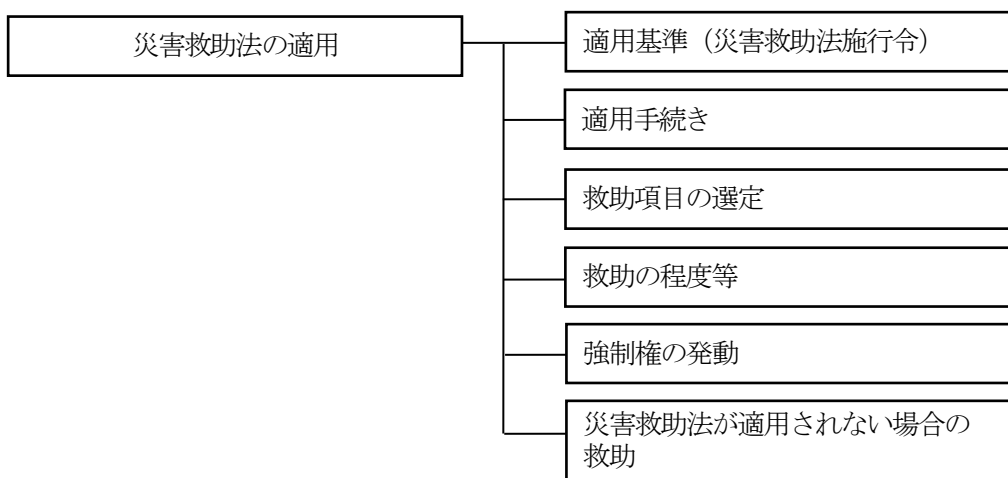 災害救助法の適用
適用基準（災害救助法施行令）
適用手続き
救助項目の選定
救助の程度等
強制権の発動
災害救助法が適用されない場合の
救助